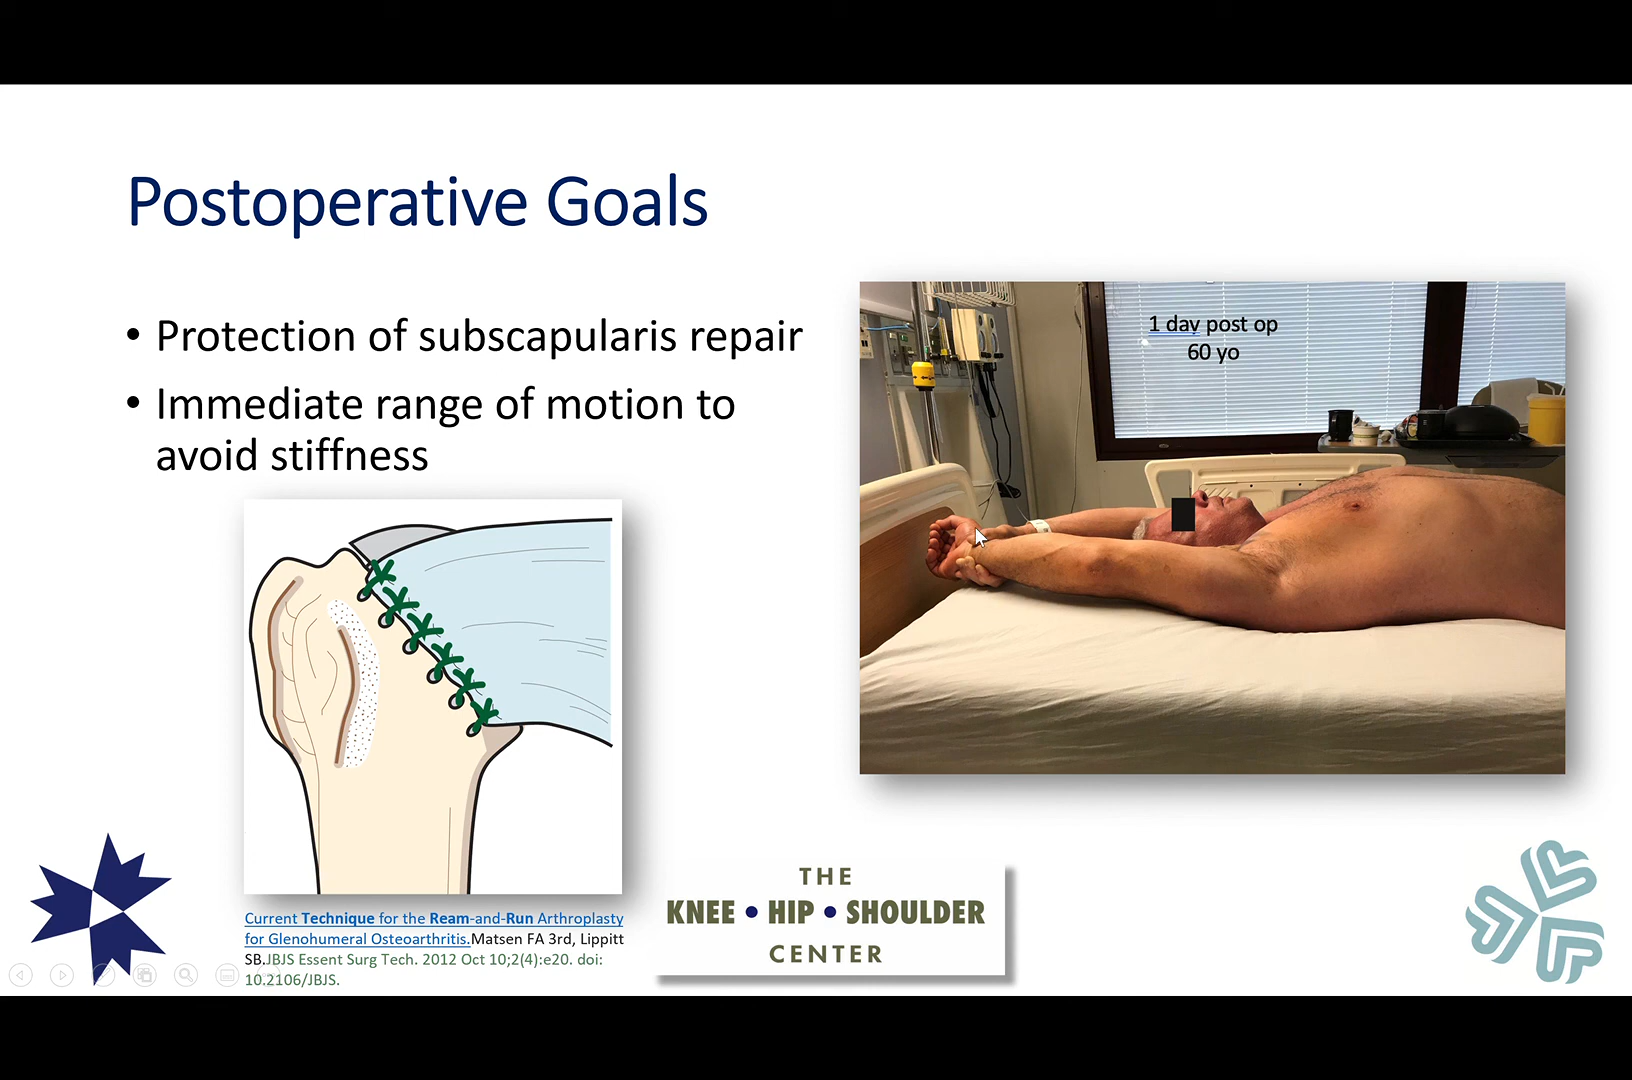 Postoperative Goals
• Protection of subscapularis repair
• Immediate range of motion to
avoid stiffness
1 day post op
60 yo
Current Technique for the Ream-and-Run Arthroplasty
for Glenohumeral Osteoarthritis.Matsen FA 3rd, Lippitt
SB.JBJS Essent Surg Tech. 2012 Oct 10;2(4):e20. doi:
10.2106/JBJS.
THE
KNEE • HIP • SHOULDER
CENTER